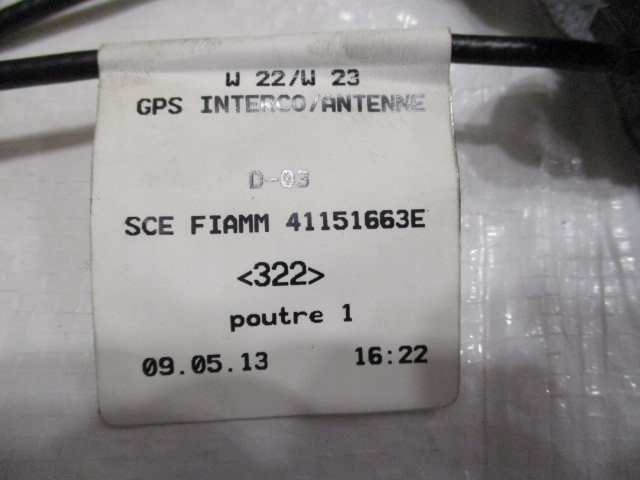 W 22/W 23
GPS INTERCO/ANTENNE
D-03
SCE FIAMM 41151663E
<322>
poutre 1
09.05.13 16:22